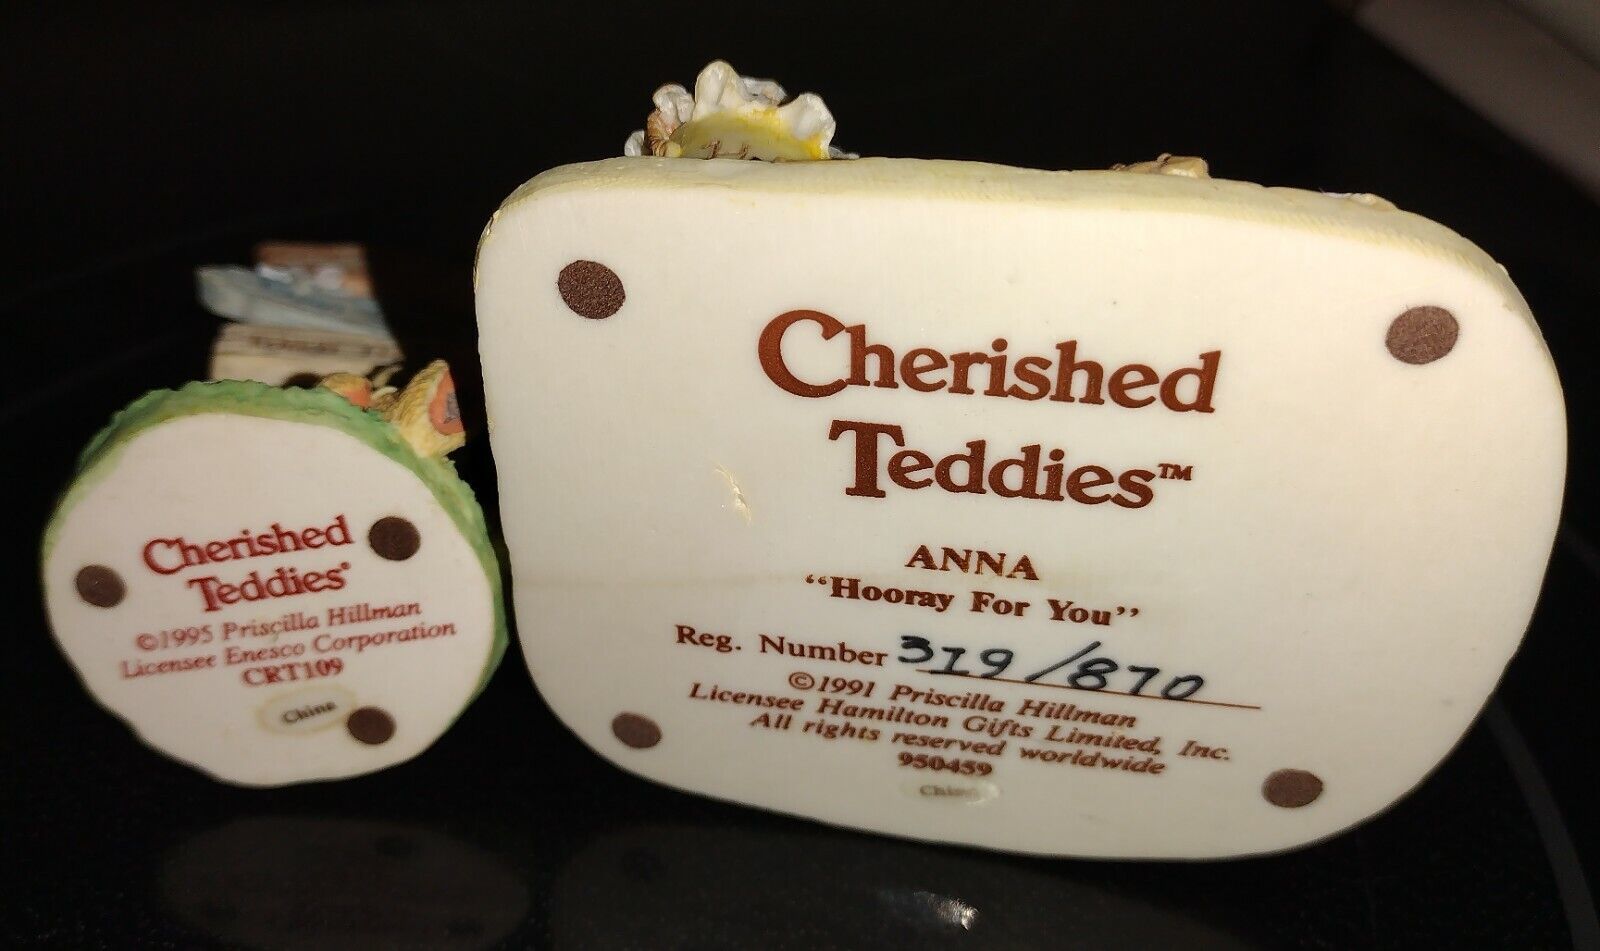 Cherished
Teddies
©1995 Priscilla Hillman
Licensee Enesco Corporation
CRT109
China
Cherished
Teddies™
ANNA
“Hooray For You”
Reg. Number 319/870
©1991 Priscilla Hillman
Licensee Hamilton Gifts Limited, Inc.
All rights reserved worldwide
950459
China